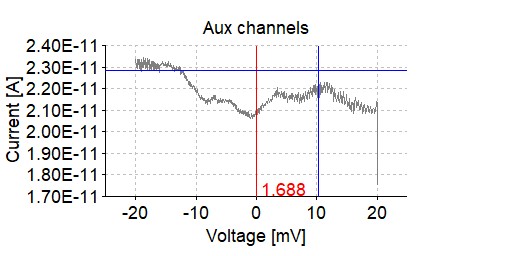 Aux channels
Current [A]
2.40E-11
2.30E-11
2.20E-11
2.10E-11
2.00E-11
1.90E-11
1.80E-11
1.70E-11
1.688
-20 -10 0 10 20
Voltage [mV]